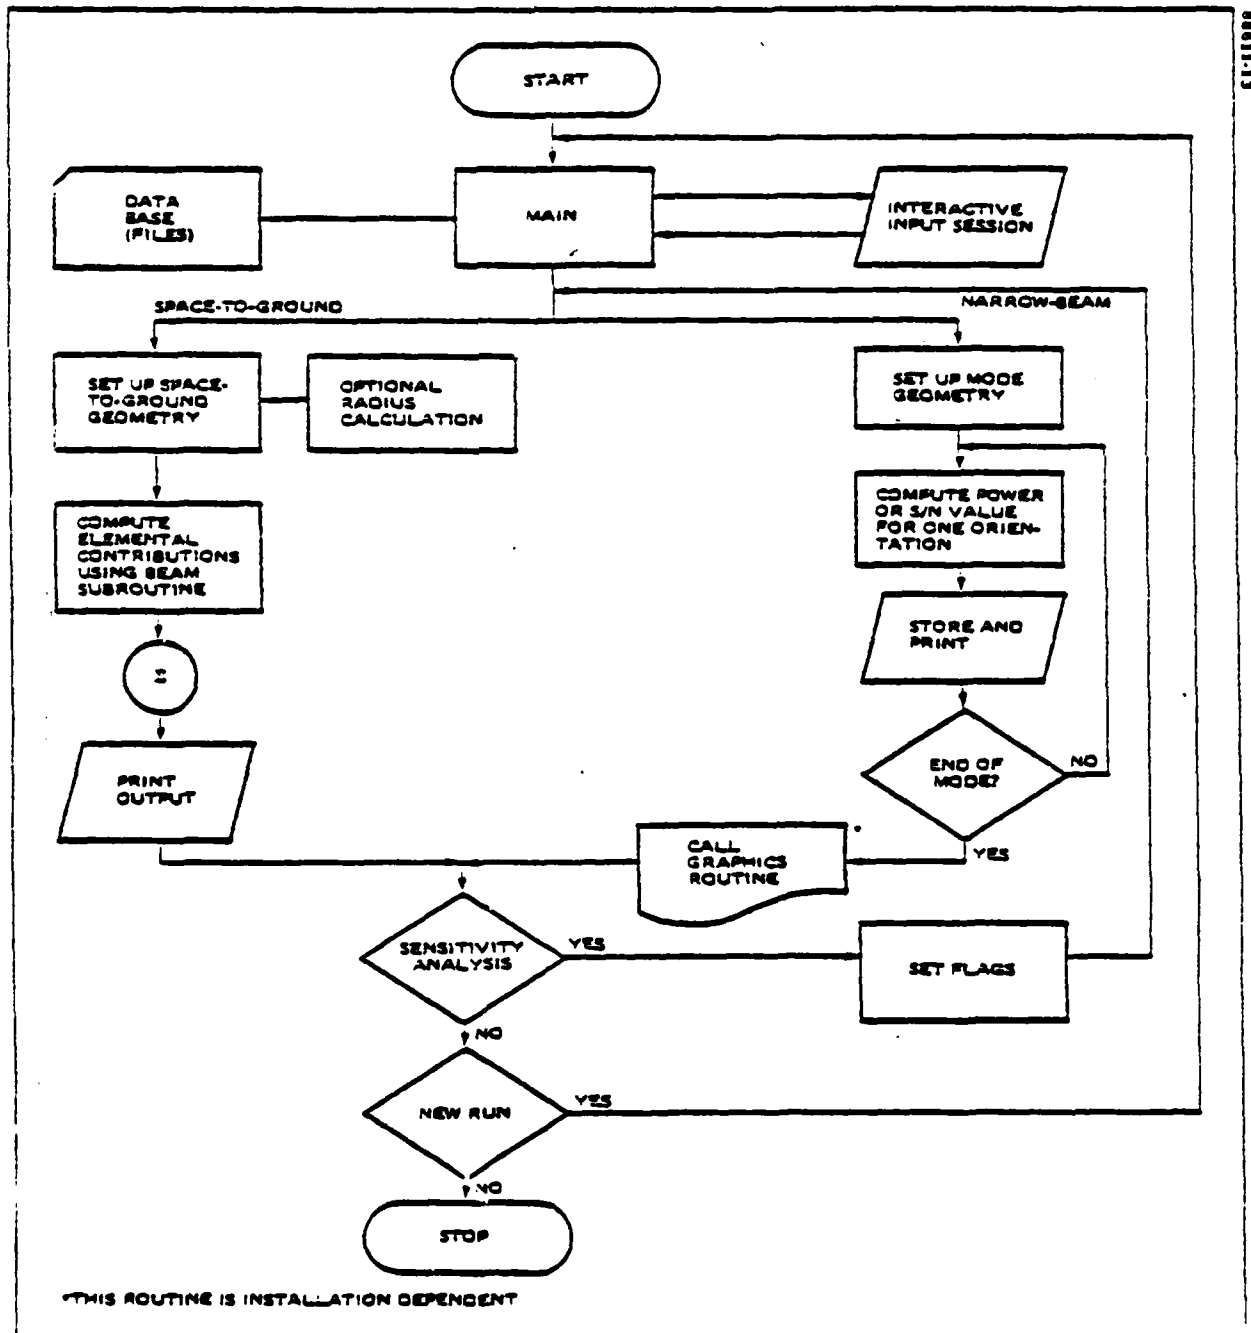 START
DATA
BASE
(FILES)
MAIN
INTERACTIVE
INPUT SESSION
SPACE-TO-GROUND
NARROW-BEAM
SET UP SPACE-
TO-GROUND
GEOMETRY
OPTIONAL
RADIUS
CALCULATION
SET UP MODE
GEOMETRY
COMPUTE
ELEMENTAL
CONTRIBUTIONS
USING BEAM
SUBROUTINE
COMPUTE POWER
OR S/N VALUE
FOR ONE ORIEN-
TATION
STORE AND
PRINT
Σ
PRINT
OUTPUT
END OF
MODE?
NO
YES
*
CALL
GRAPHICS
ROUTINE
SENSITIVITY
ANALYSIS
YES
SET FLAGS
NO
NEW RUN
YES
NO
STOP
*THIS ROUTINE IS INSTALLATION DEPENDENT